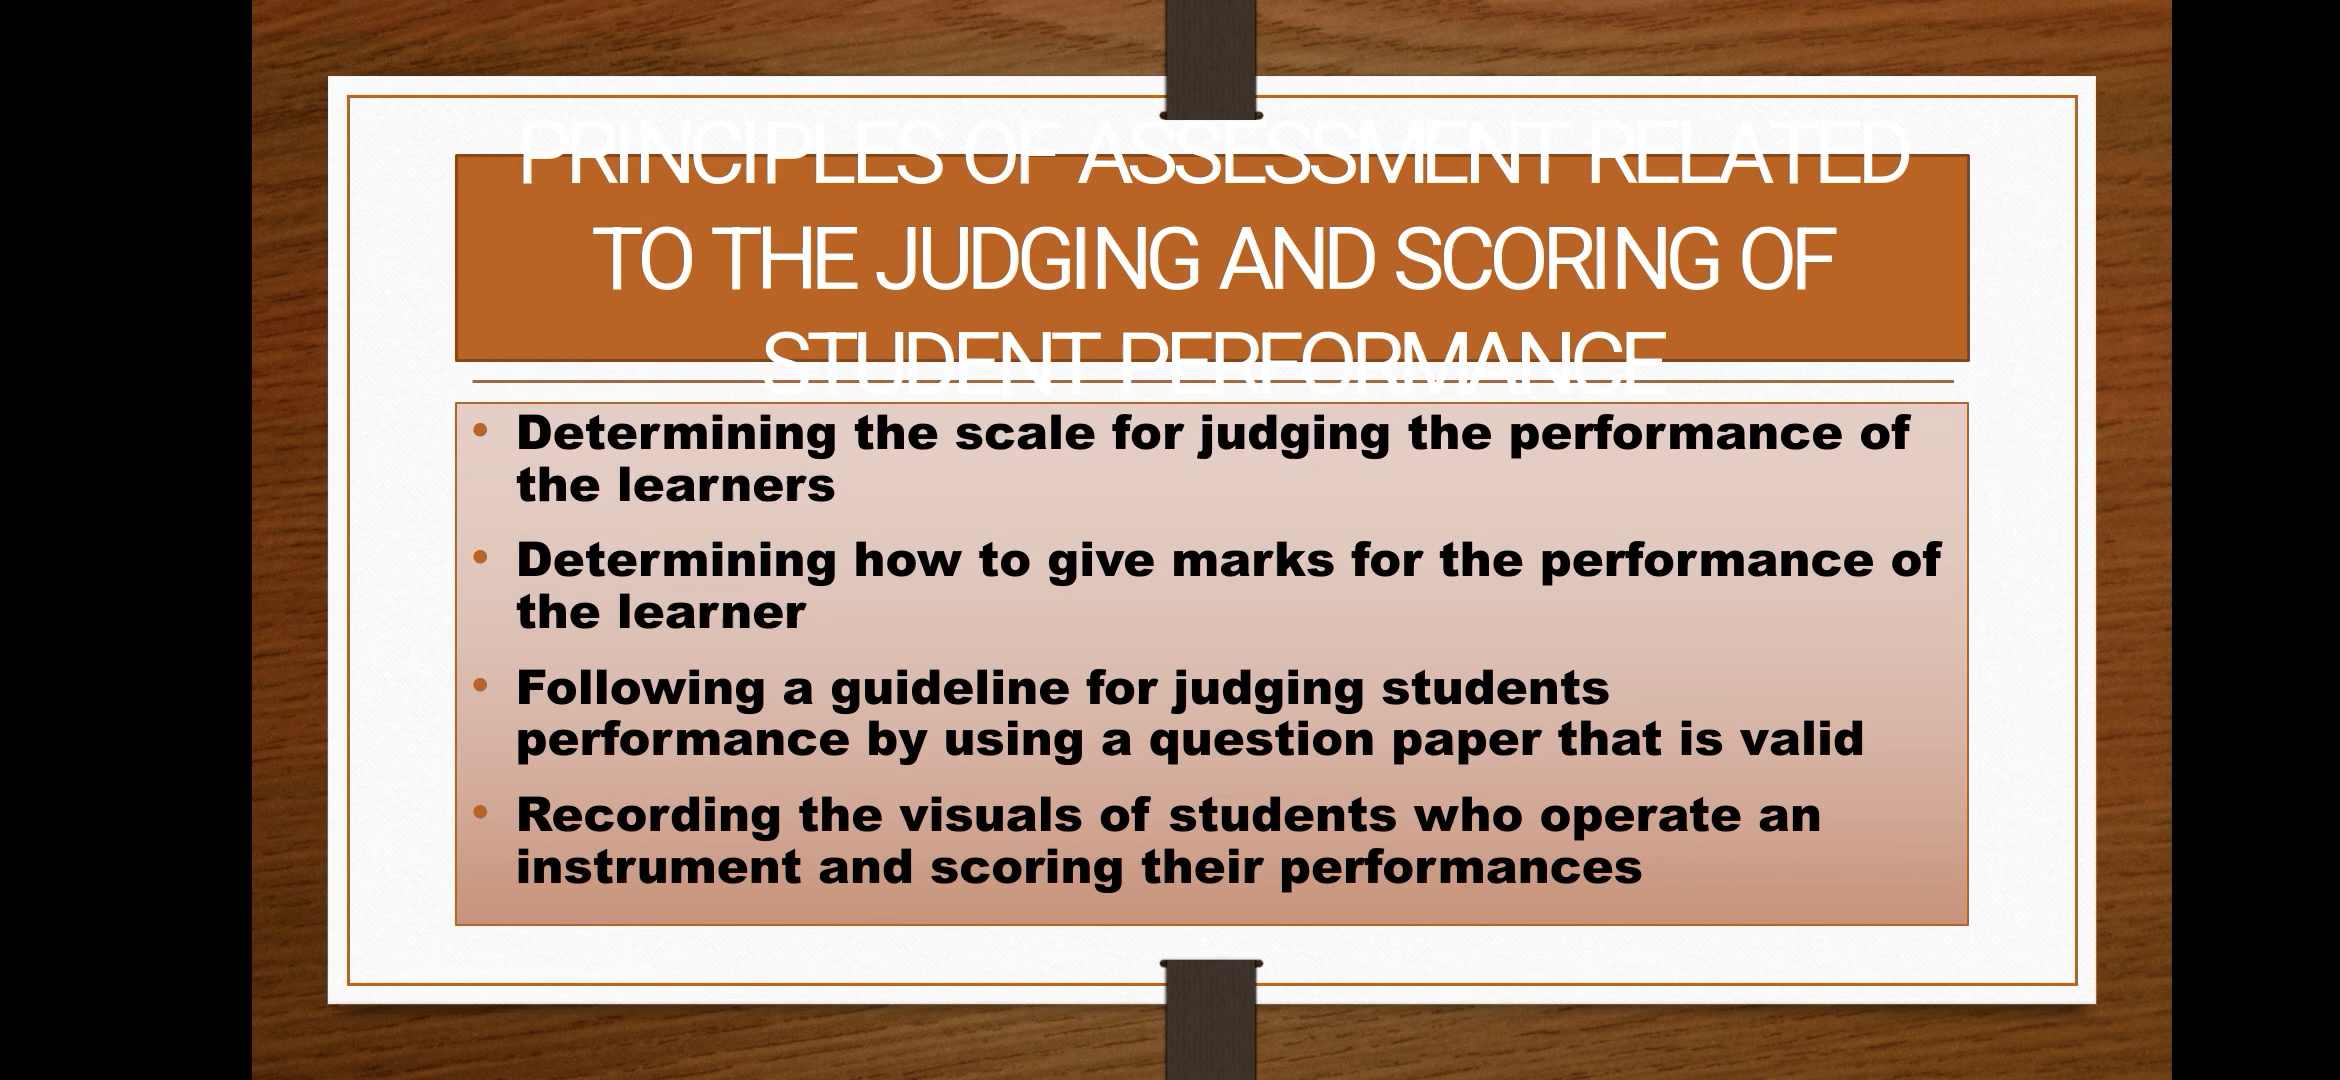 PRINCIPLES OF ASSESSMENT RELATED
TO THE JUDGING AND SCORING OF
STUDENT PERFORMANCE
• Determining the scale for judging the performance of
the learners
• Determining how to give marks for the performance of
the learner
• Following a guideline for judging students
performance by using a question paper that is valid
• Recording the visuals of students who operate an
instrument and scoring their performances